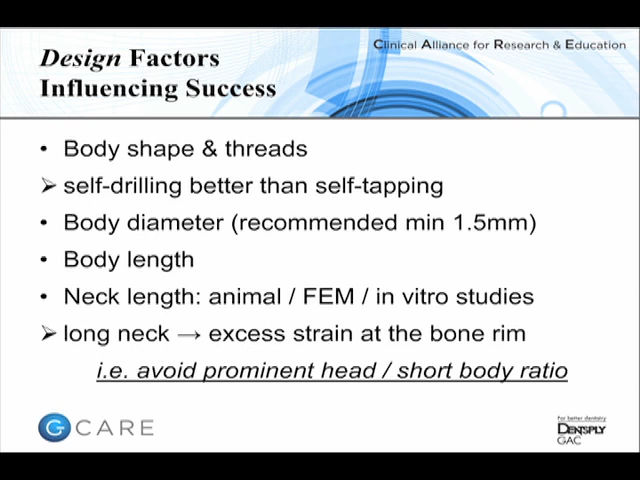 Clinical Alliance for Research & Education
Design Factors
Influencing Success
• Body shape & threads
➢ self-drilling better than self-tapping
• Body diameter (recommended min 1.5mm)
• Body length
• Neck length: animal / FEM / in vitro studies
➢ long neck → excess strain at the bone rim
i.e. avoid prominent head / short body ratio
G CARE
For better dentistry
DENTSPLY
GAC